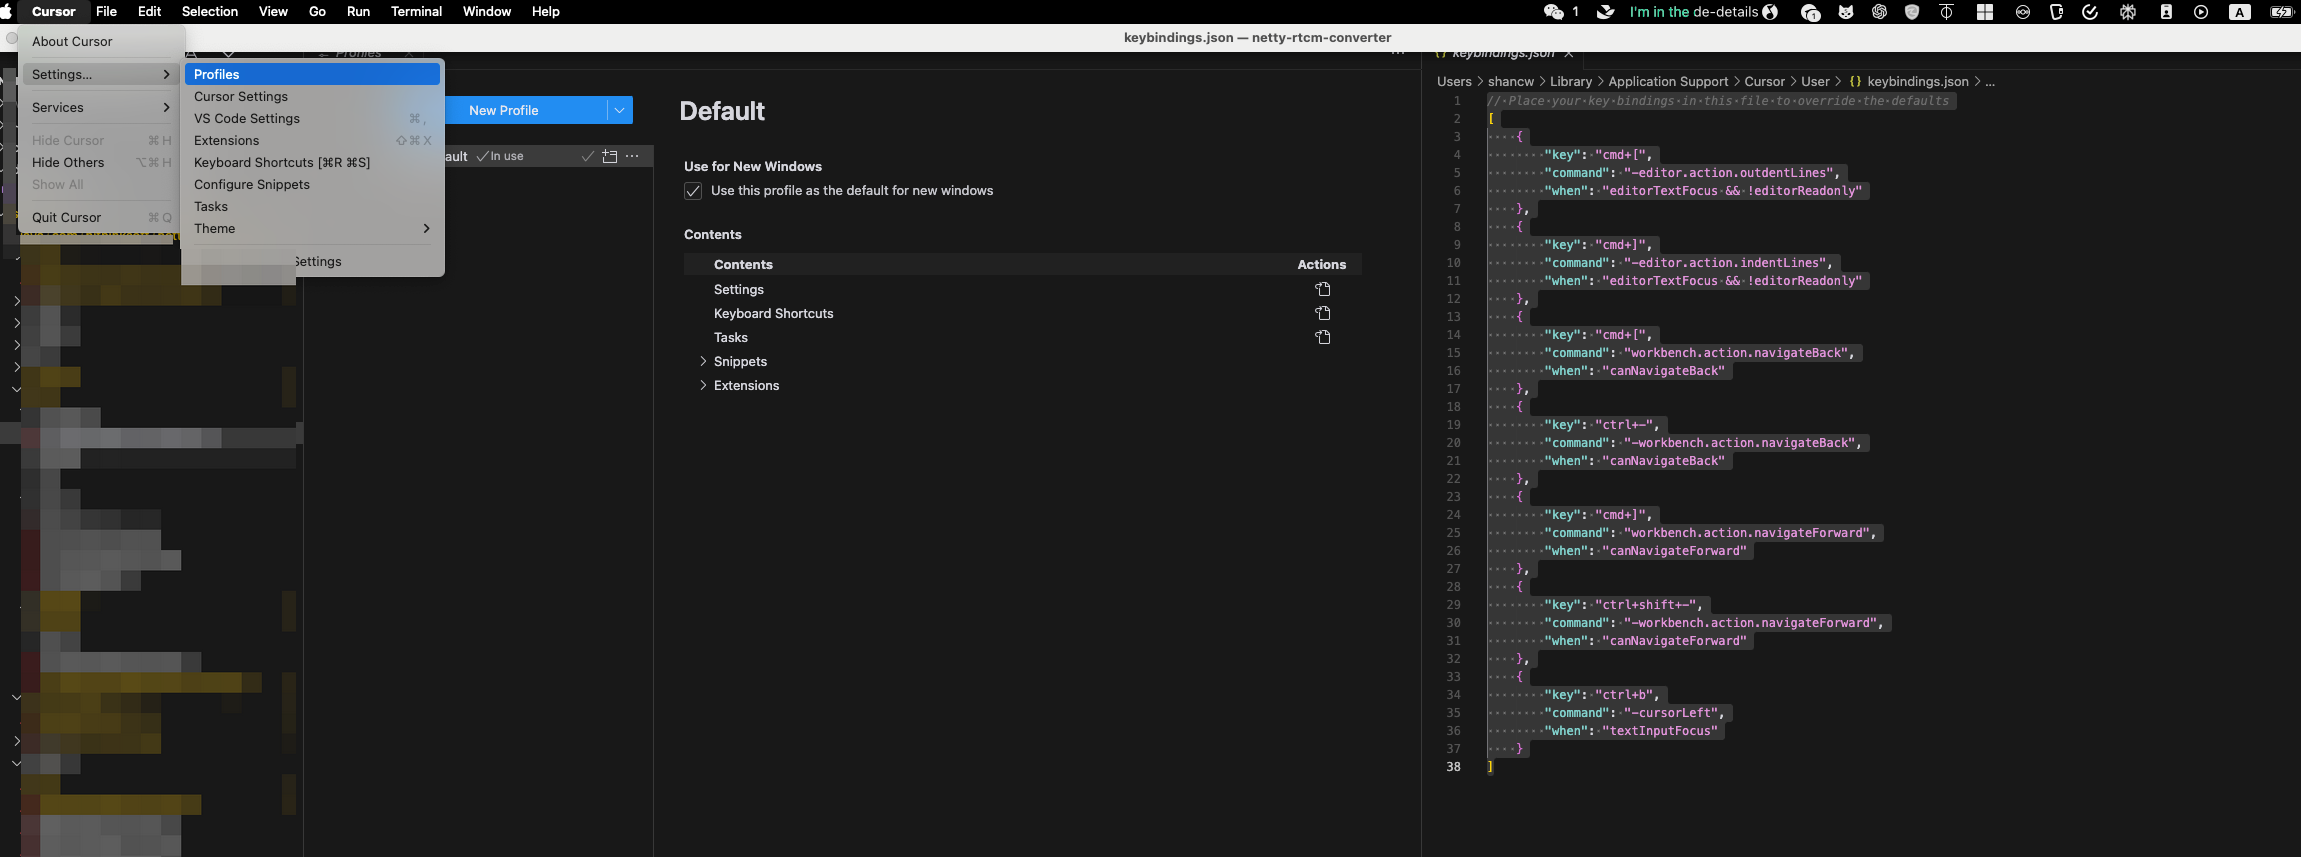 Cursor File Edit Selection View Go Run Terminal Window Help
1 I'm in the de-details 1 A
keybindings.json — netty-rtcm-converter
About Cursor
Settings...
Services
Hide Cursor ⌘ H
Hide Others ⌥⌘ H
Show All
Quit Cursor ⌘ Q
Profiles
Cursor Settings
VS Code Settings ⌘ ,
Extensions ⇧⌘ X
Keyboard Shortcuts [⌘R ⌘S]
Configure Snippets
Tasks
Theme
Settings
Profiles
New Profile
ault In use
Default
Use for New Windows
Use this profile as the default for new windows
Contents
Contents Actions
Settings
Keyboard Shortcuts
Tasks
Snippets
Extensions
{} keybindings.json
Users > shancw > Library > Application Support > Cursor > User > {} keybindings.json > ...
1 // Place your key bindings in this file to override the defaults
2 [
3 {
4 "key": "cmd+[",
5 "command": "-editor.action.outdentLines",
6 "when": "editorTextFocus && !editorReadonly"
7 },
8 {
9 "key": "cmd+]",
10 "command": "-editor.action.indentLines",
11 "when": "editorTextFocus && !editorReadonly"
12 },
13 {
14 "key": "cmd+[",
15 "command": "workbench.action.navigateBack",
16 "when": "canNavigateBack"
17 },
18 {
19 "key": "ctrl+-",
20 "command": "-workbench.action.navigateBack",
21 "when": "canNavigateBack"
22 },
23 {
24 "key": "cmd+]",
25 "command": "workbench.action.navigateForward",
26 "when": "canNavigateForward"
27 },
28 {
29 "key": "ctrl+shift+-",
30 "command": "-workbench.action.navigateForward",
31 "when": "canNavigateForward"
32 },
33 {
34 "key": "ctrl+b",
35 "command": "-cursorLeft",
36 "when": "textInputFocus"
37 }
38 ]